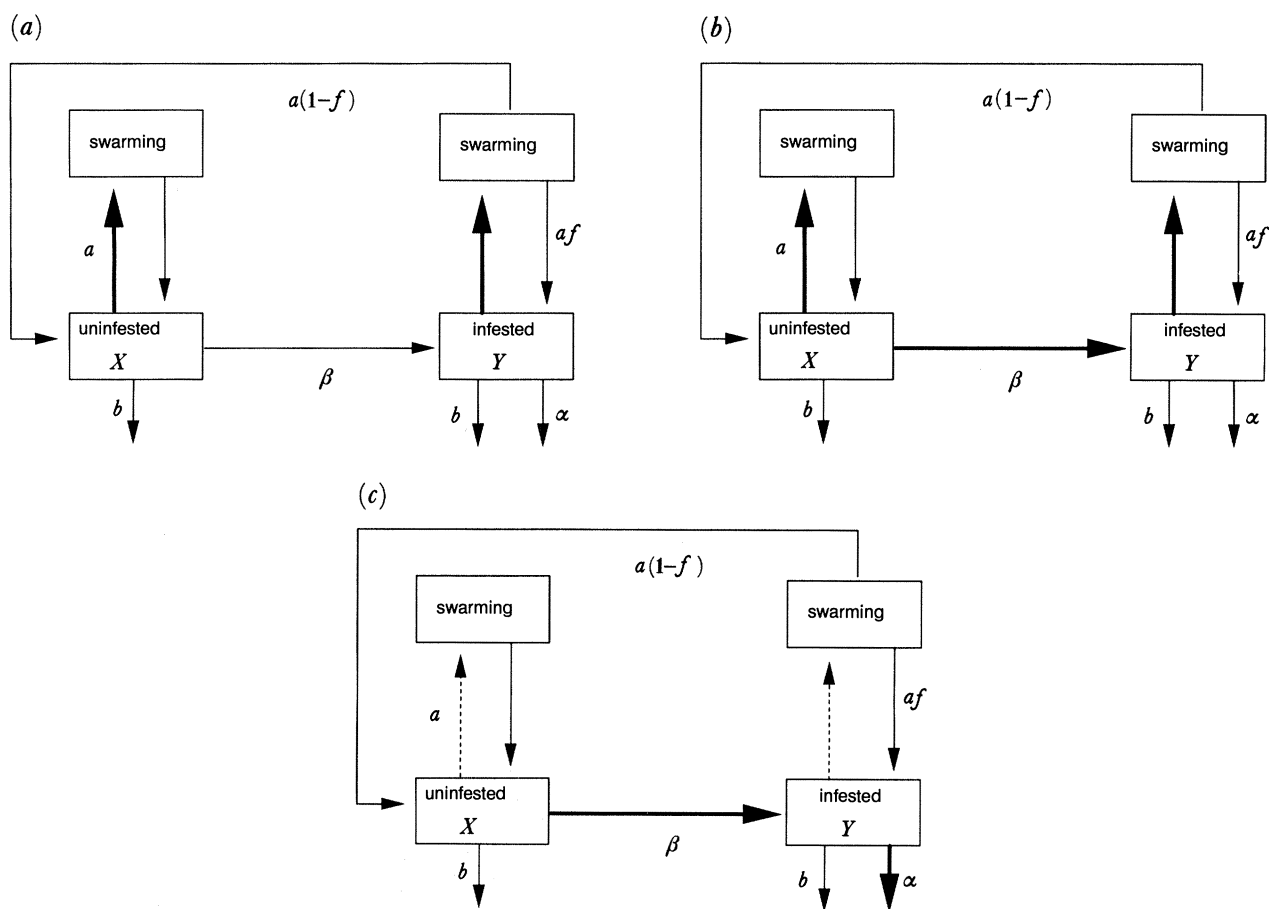 (a)
a(1−f)
swarming
swarming
a
af
uninfested
X
infested
Y
β
b
b
α
(b)
a(1−f)
swarming
swarming
a
af
uninfested
X
infested
Y
β
b
b
α
(c)
a(1−f)
swarming
swarming
a
af
uninfested
X
infested
Y
β
b
b
α